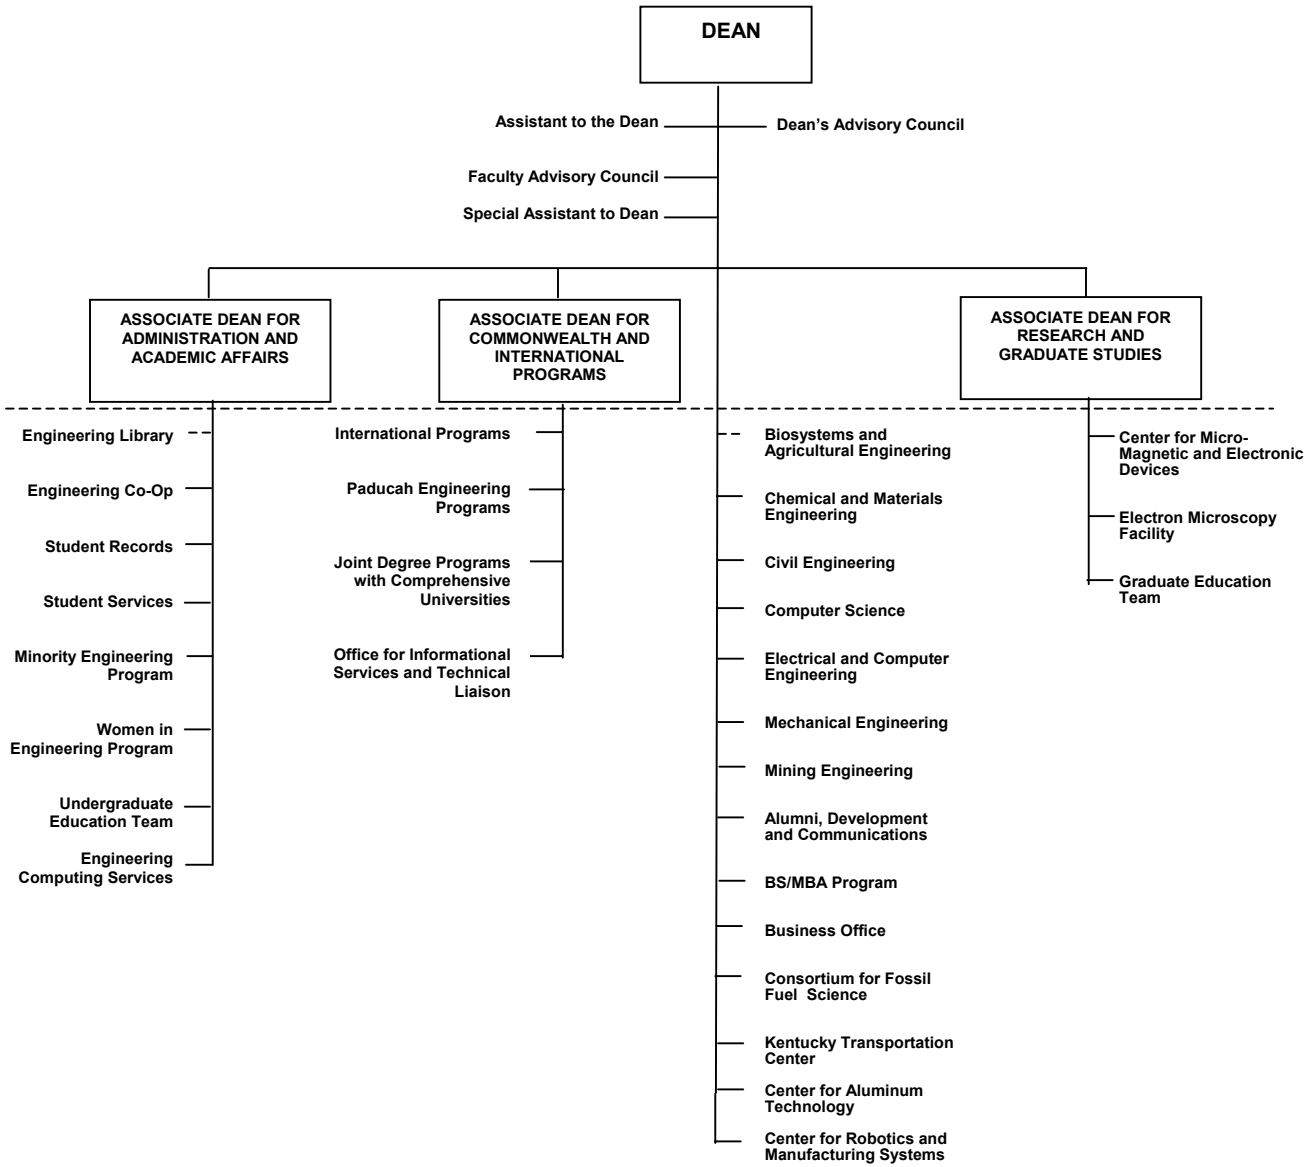 DEAN
Assistant to the Dean
Dean’s Advisory Council
Faculty Advisory Council
Special Assistant to Dean
ASSOCIATE DEAN FOR
ADMINISTRATION AND
ACADEMIC AFFAIRS
ASSOCIATE DEAN FOR
COMMONWEALTH AND
INTERNATIONAL
PROGRAMS
ASSOCIATE DEAN FOR
RESEARCH AND
GRADUATE STUDIES
Engineering Library
Engineering Co-Op
Student Records
Student Services
Minority Engineering
Program
Women in
Engineering Program
Undergraduate
Education Team
Engineering
Computing Services
International Programs
Paducah Engineering
Programs
Joint Degree Programs
with Comprehensive
Universities
Office for Informational
Services and Technical
Liaison
Biosystems and
Agricultural Engineering
Chemical and Materials
Engineering
Civil Engineering
Computer Science
Electrical and Computer
Engineering
Mechanical Engineering
Mining Engineering
Alumni, Development
and Communications
BS/MBA Program
Business Office
Consortium for Fossil
Fuel Science
Kentucky Transportation
Center
Center for Aluminum
Technology
Center for Robotics and
Manufacturing Systems
Center for Micro-
Magnetic and Electronic
Devices
Electron Microscopy
Facility
Graduate Education
Team